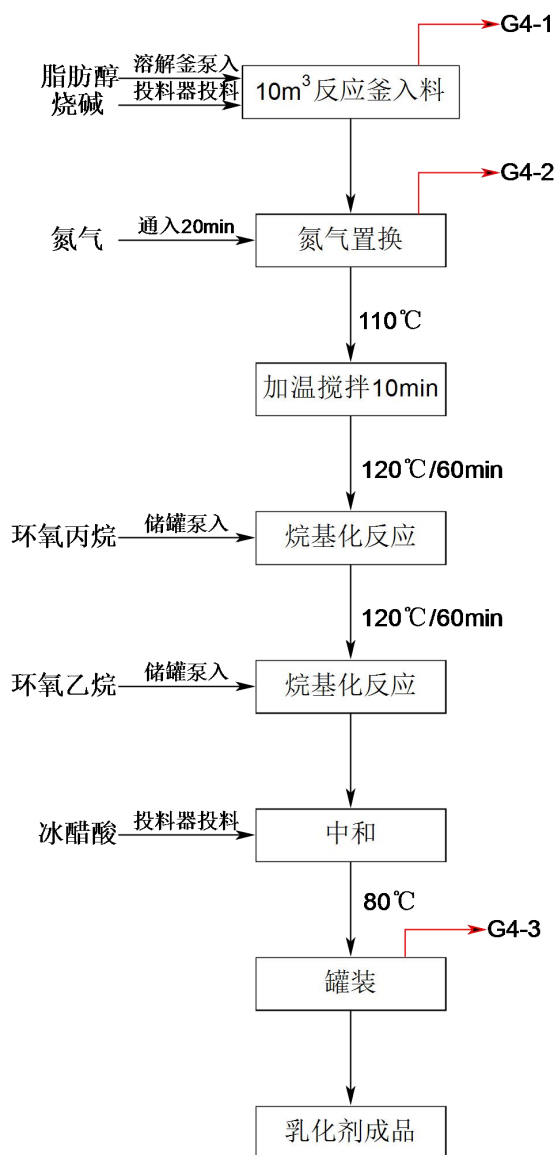 G4-1
脂肪醇
溶解釜泵入
烧碱
投料器投料
10m³反应釜入料
G4-2
氮气
通入20min
氮气置换
110℃
加温搅拌10min
120℃/60min
环氧丙烷
储罐泵入
烷基化反应
120℃/60min
环氧乙烷
储罐泵入
烷基化反应
冰醋酸
投料器投料
中和
80℃
G4-3
罐装
乳化剂成品